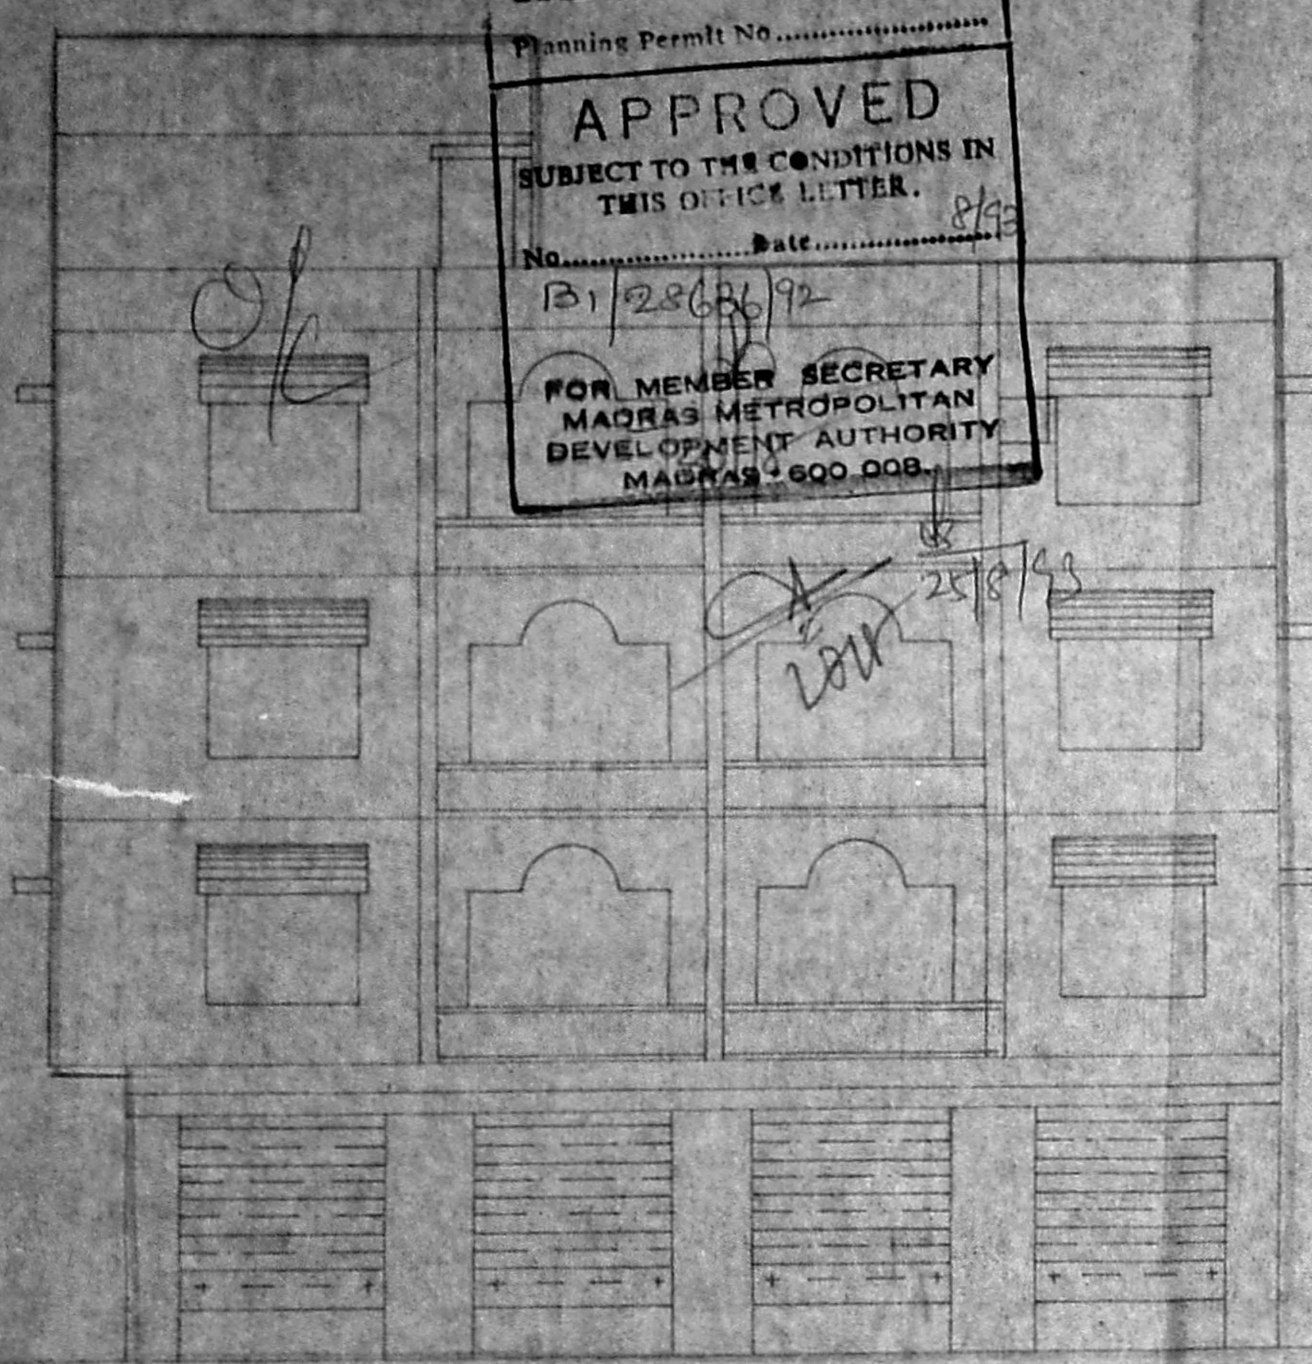 Planning Permit No....................
APPROVED
SUBJECT TO THE CONDITIONS IN
THIS OFFICE LETTER.
No....................Date....................
8/93
B1/28686/92
O/C
FOR MEMBER SECRETARY
MADRAS METROPOLITAN
DEVELOPMENT AUTHORITY
MADRAS - 600 008.
25/8/93